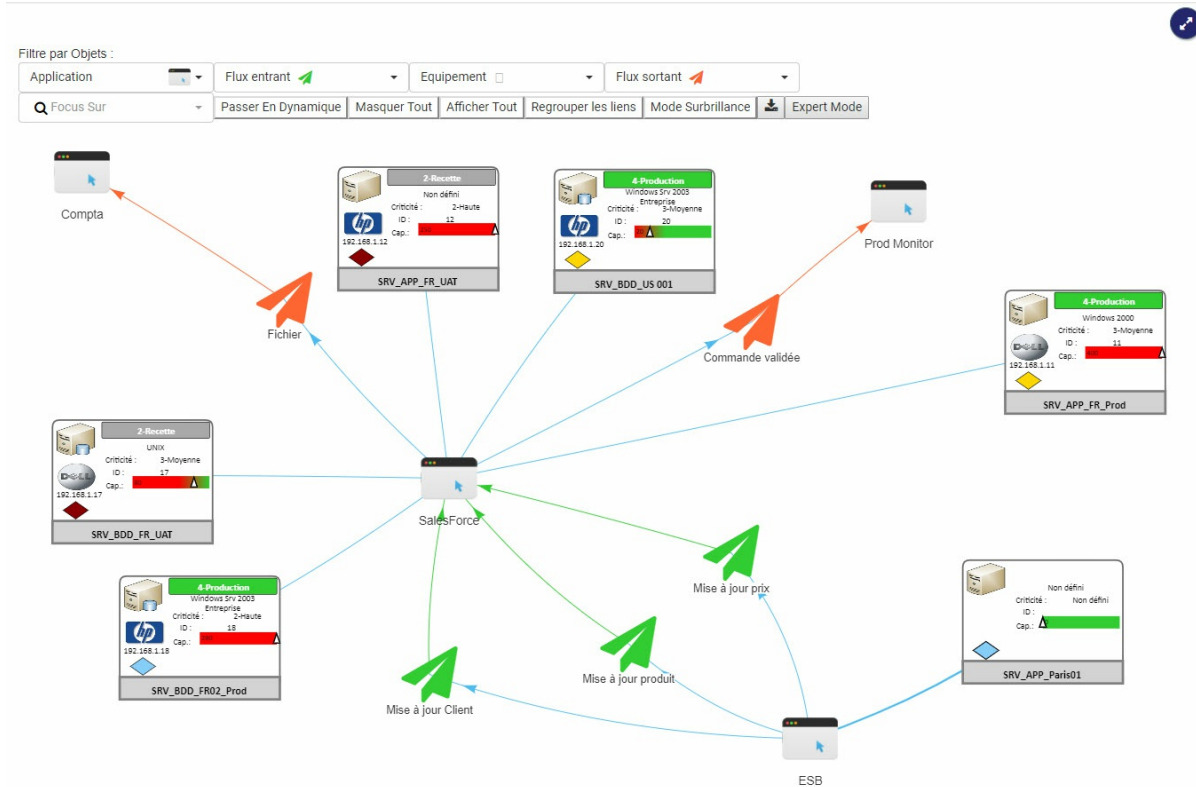 Filtre par Objets :
Application
Flux entrant
Equipement
Flux sortant
Focus Sur
Passer En Dynamique
Masquer Tout
Afficher Tout
Regrouper les liens
Mode Surbrillance
Expert Mode
Compta
2-Recette
Non défini
Criticité : 2-Haute
ID : 12
Cap.:
hp
192.168.1.12
SRV_APP_FR_UAT
4-Production
Windows Srv 2003
Entreprise
Criticité : 3-Moyenne
ID : 20
Cap.:
hp
192.168.1.20
SRV_BDD_US 001
Prod Monitor
Fichier
Commande validée
4-Production
Windows 2000
Criticité : 3-Moyenne
ID : 11
Cap.:
DELL
192.168.1.11
SRV_APP_FR_Prod
2-Recette
UNIX
Criticité : 3-Moyenne
ID : 17
Cap.:
DELL
192.168.1.17
SRV_BDD_FR_UAT
SalesForce
4-Production
Windows Srv 2003
Entreprise
Criticité : 2-Haute
ID : 18
Cap.:
hp
192.168.1.18
SRV_BDD_FR02_Prod
Mise à jour prix
Mise à jour produit
Mise à jour Client
Non défini
Criticité : Non défini
ID :
Cap.:
SRV_APP_Paris01
ESB